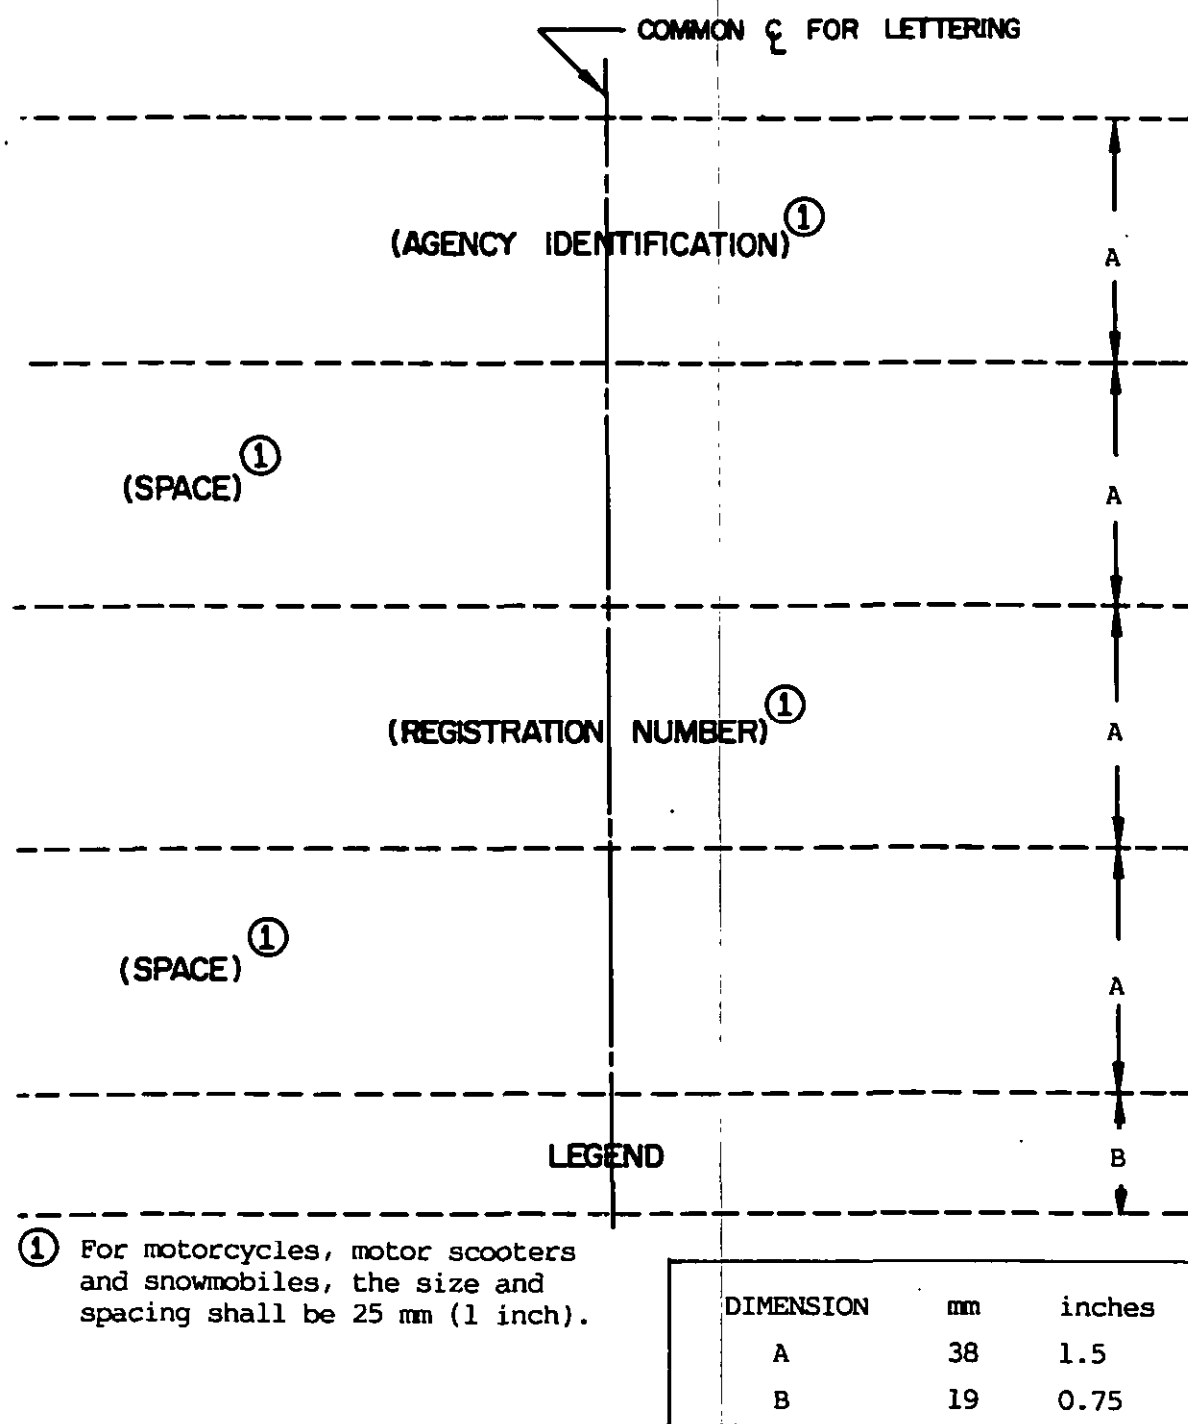 COMMON ℄ FOR LETTERING
(AGENCY IDENTIFICATION)①
A
(SPACE)①
A
(REGISTRATION NUMBER)①
A
(SPACE)①
A
LEGEND
B
① For motorcycles, motor scooters
and snowmobiles, the size and
spacing shall be 25 mm (1 inch).
DIMENSION mm inches
A 38 1.5
B 19 0.75